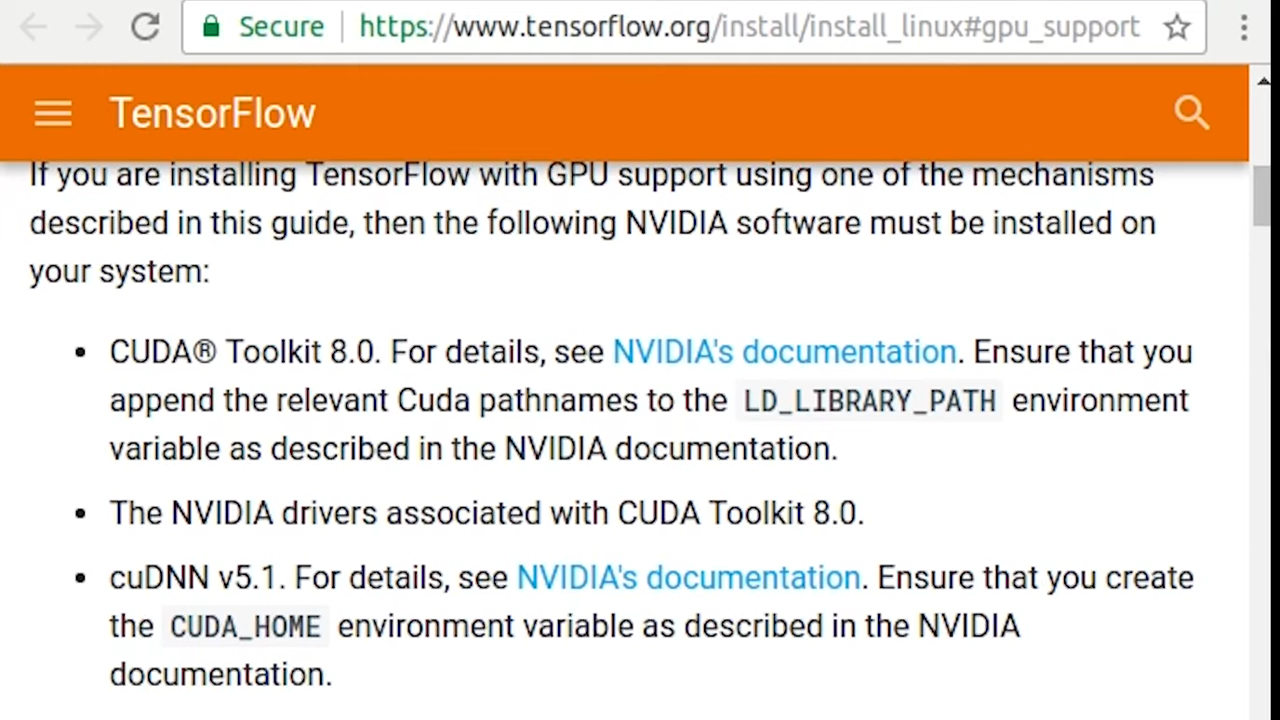 Secure https://www.tensorflow.org/install/install_linux#gpu_support
TensorFlow
If you are installing TensorFlow with GPU support using one of the mechanisms
described in this guide, then the following NVIDIA software must be installed on
your system:
• CUDA® Toolkit 8.0. For details, see NVIDIA's documentation. Ensure that you
append the relevant Cuda pathnames to the LD_LIBRARY_PATH environment
variable as described in the NVIDIA documentation.
• The NVIDIA drivers associated with CUDA Toolkit 8.0.
• cuDNN v5.1. For details, see NVIDIA's documentation. Ensure that you create
the CUDA_HOME environment variable as described in the NVIDIA
documentation.